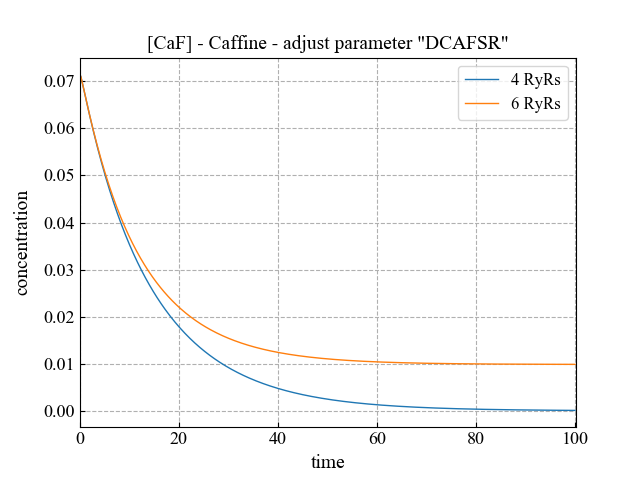 [CaF] - Caffine - adjust parameter "DCAFSR"
4 RyRs
6 RyRs
concentration
0.07
0.06
0.05
0.04
0.03
0.02
0.01
0.00
0 20 40 60 80 100
time